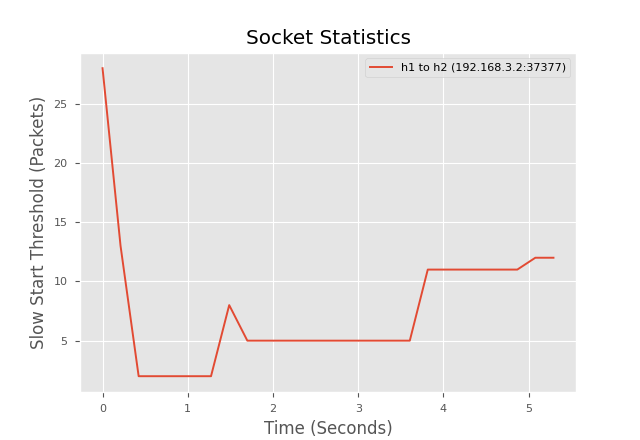 Socket Statistics
h1 to h2 (192.168.3.2:37377)
Slow Start Threshold (Packets)
25
20
15
10
5
0 1 2 3 4 5
Time (Seconds)